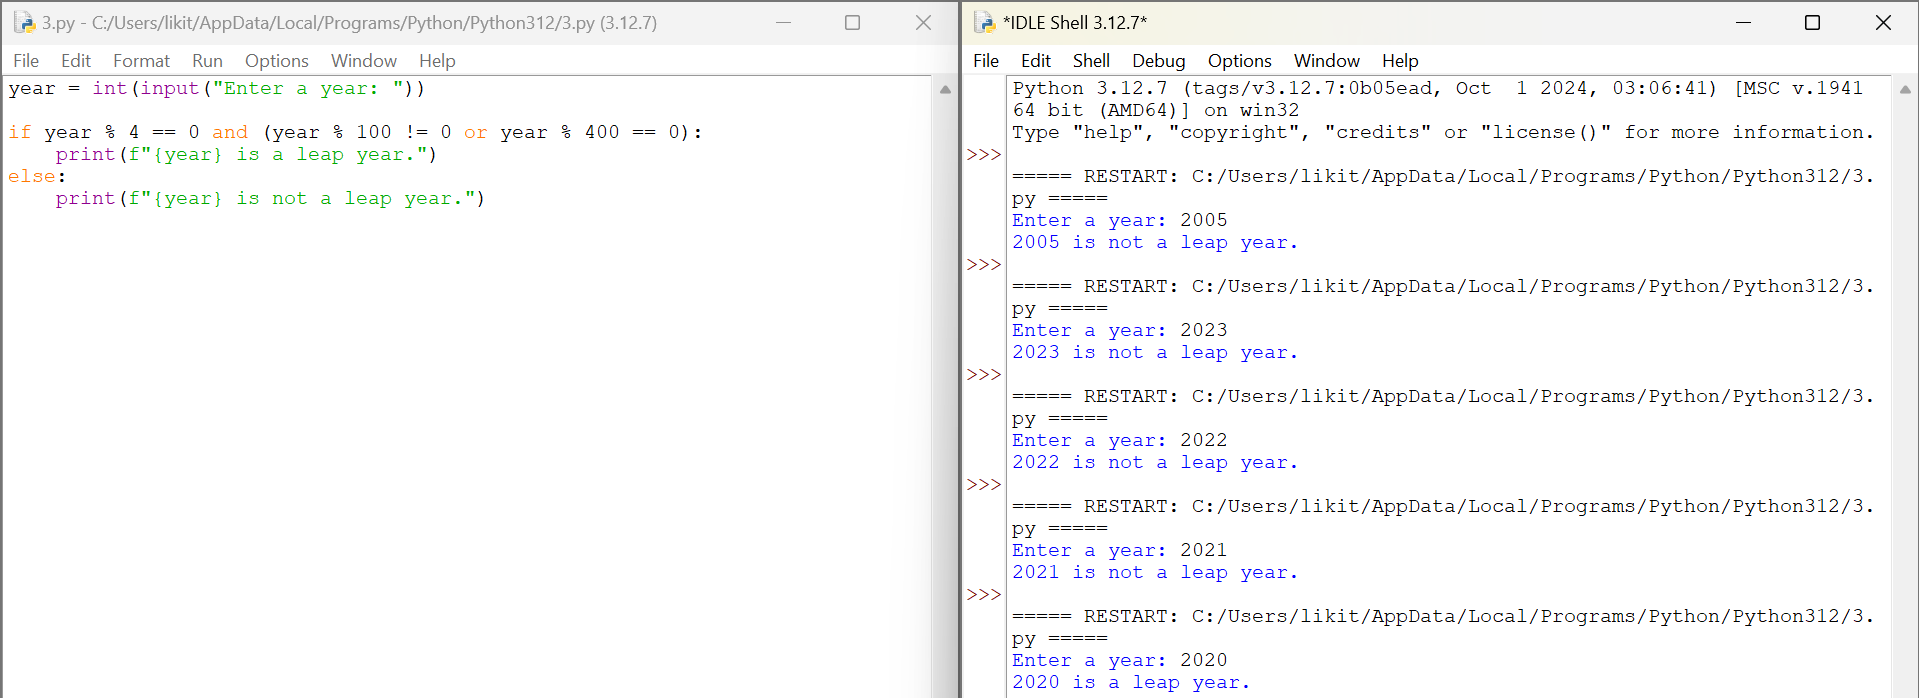 3.py - C:/Users/likit/AppData/Local/Programs/Python/Python312/3.py (3.12.7)
File Edit Format Run Options Window Help
year = int(input("Enter a year: "))
if year % 4 == 0 and (year % 100 != 0 or year % 400 == 0):
    print(f"{year} is a leap year.")
else:
    print(f"{year} is not a leap year.")
*IDLE Shell 3.12.7*
File Edit Shell Debug Options Window Help
Python 3.12.7 (tags/v3.12.7:0b05ead, Oct  1 2024, 03:06:41) [MSC v.1941
64 bit (AMD64)] on win32
Type "help", "copyright", "credits" or "license()" for more information.
>>>
===== RESTART: C:/Users/likit/AppData/Local/Programs/Python/Python312/3.
py =====
Enter a year: 2005
2005 is not a leap year.
>>>
===== RESTART: C:/Users/likit/AppData/Local/Programs/Python/Python312/3.
py =====
Enter a year: 2023
2023 is not a leap year.
>>>
===== RESTART: C:/Users/likit/AppData/Local/Programs/Python/Python312/3.
py =====
Enter a year: 2022
2022 is not a leap year.
>>>
===== RESTART: C:/Users/likit/AppData/Local/Programs/Python/Python312/3.
py =====
Enter a year: 2021
2021 is not a leap year.
>>>
===== RESTART: C:/Users/likit/AppData/Local/Programs/Python/Python312/3.
py =====
Enter a year: 2020
2020 is a leap year.